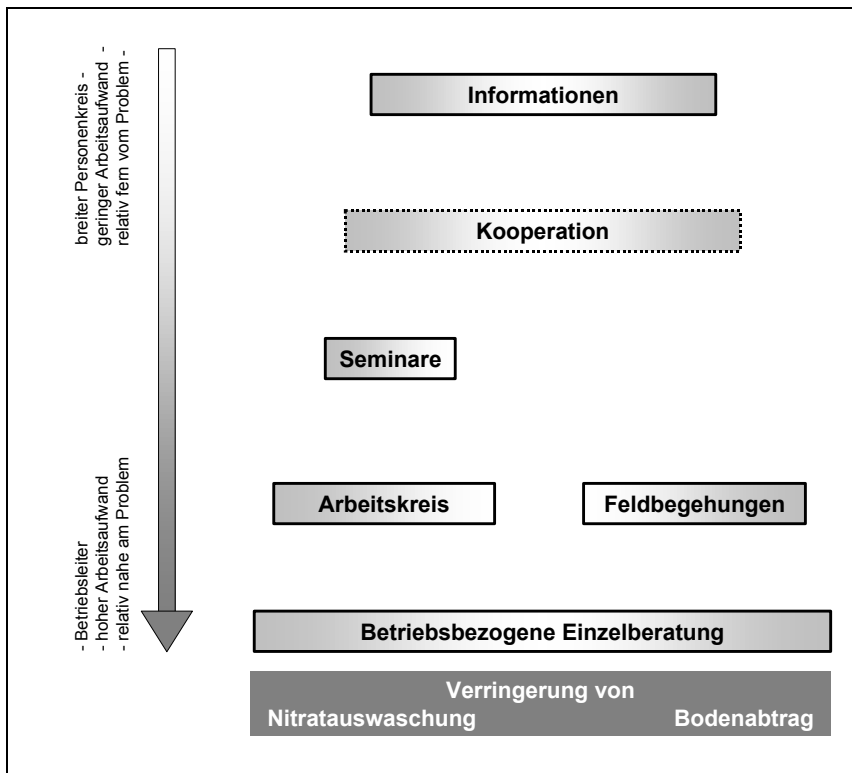 breiter Personenkreis -
geringer Arbeitsaufwand -
relativ fern vom Problem -
Informationen
Kooperation
Seminare
- Betriebsleiter
- hoher Arbeitsaufwand
- relativ nahe am Problem
Arbeitskreis
Feldbegehungen
Betriebsbezogene Einzelberatung
Verringerung von
Nitratauswaschung Bodenabtrag